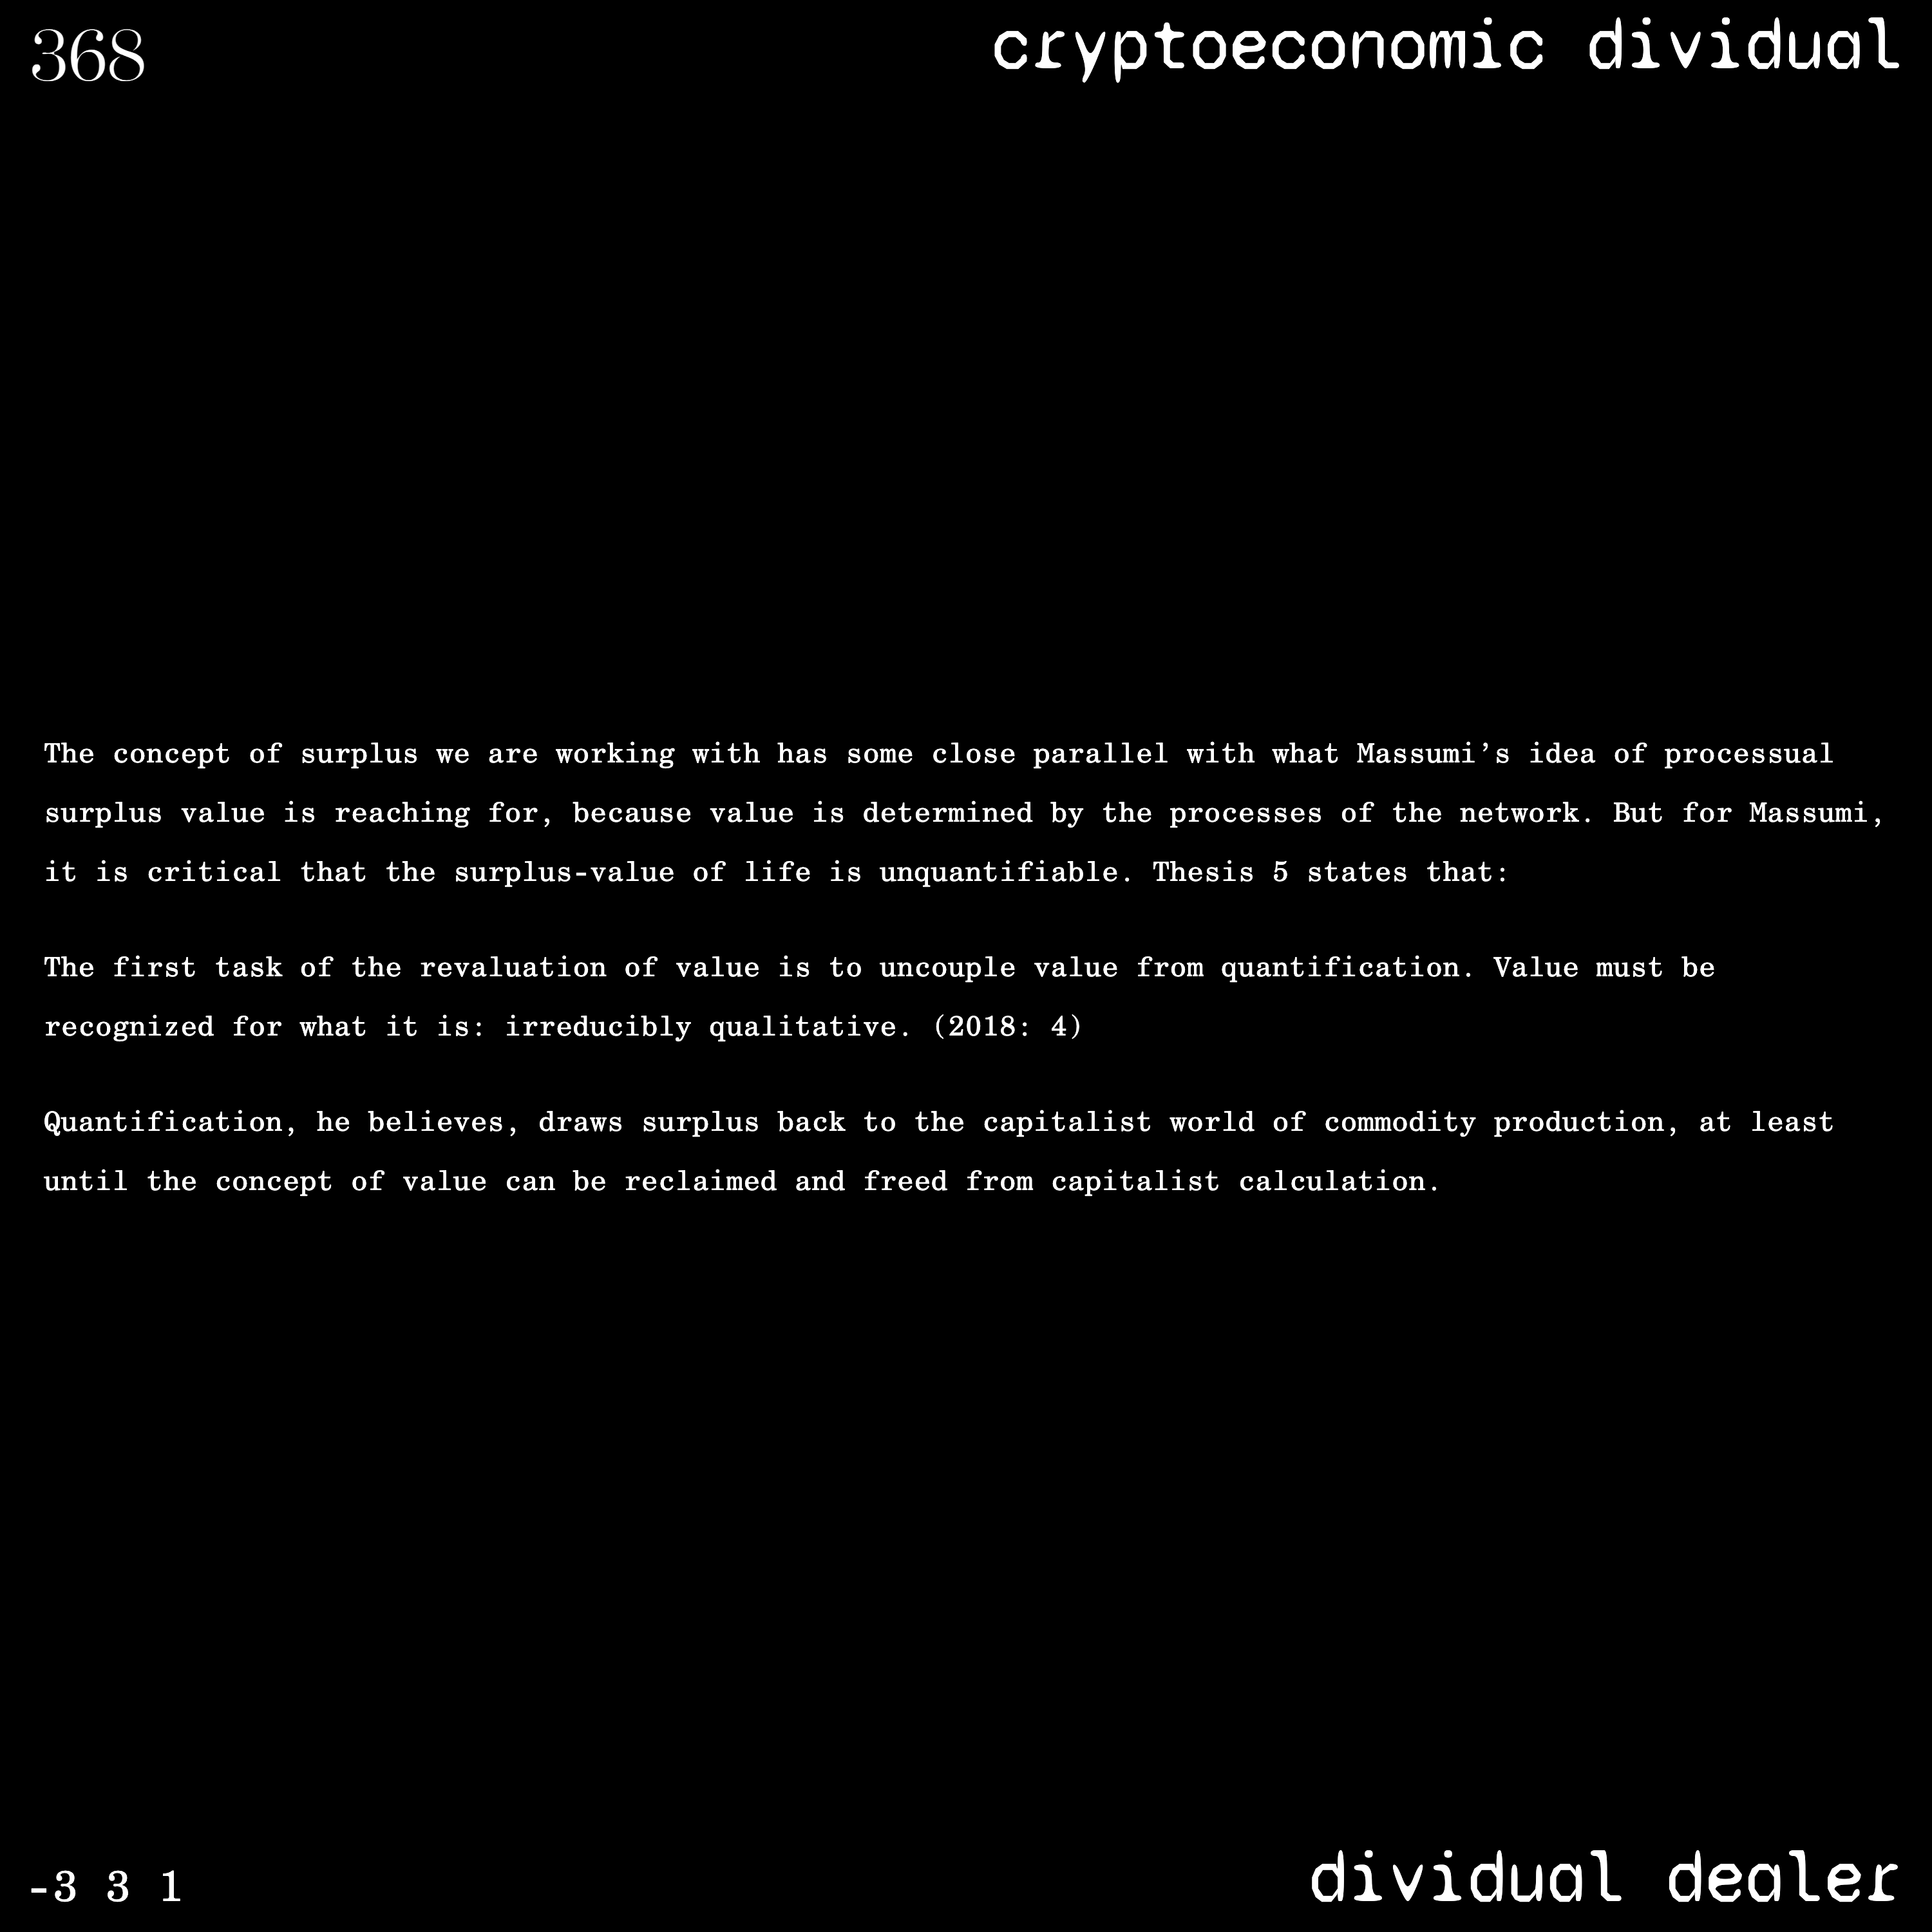 368
cryptoeconomic dividual
The concept of surplus we are working with has some close parallel with what Massumi’s idea of processual
surplus value is reaching for, because value is determined by the processes of the network. But for Massumi,
it is critical that the surplus-value of life is unquantifiable. Thesis 5 states that:
The first task of the revaluation of value is to uncouple value from quantification. Value must be
recognized for what it is: irreducibly qualitative. (2018: 4)
Quantification, he believes, draws surplus back to the capitalist world of commodity production, at least
until the concept of value can be reclaimed and freed from capitalist calculation.
-3 3 1
dividual dealer